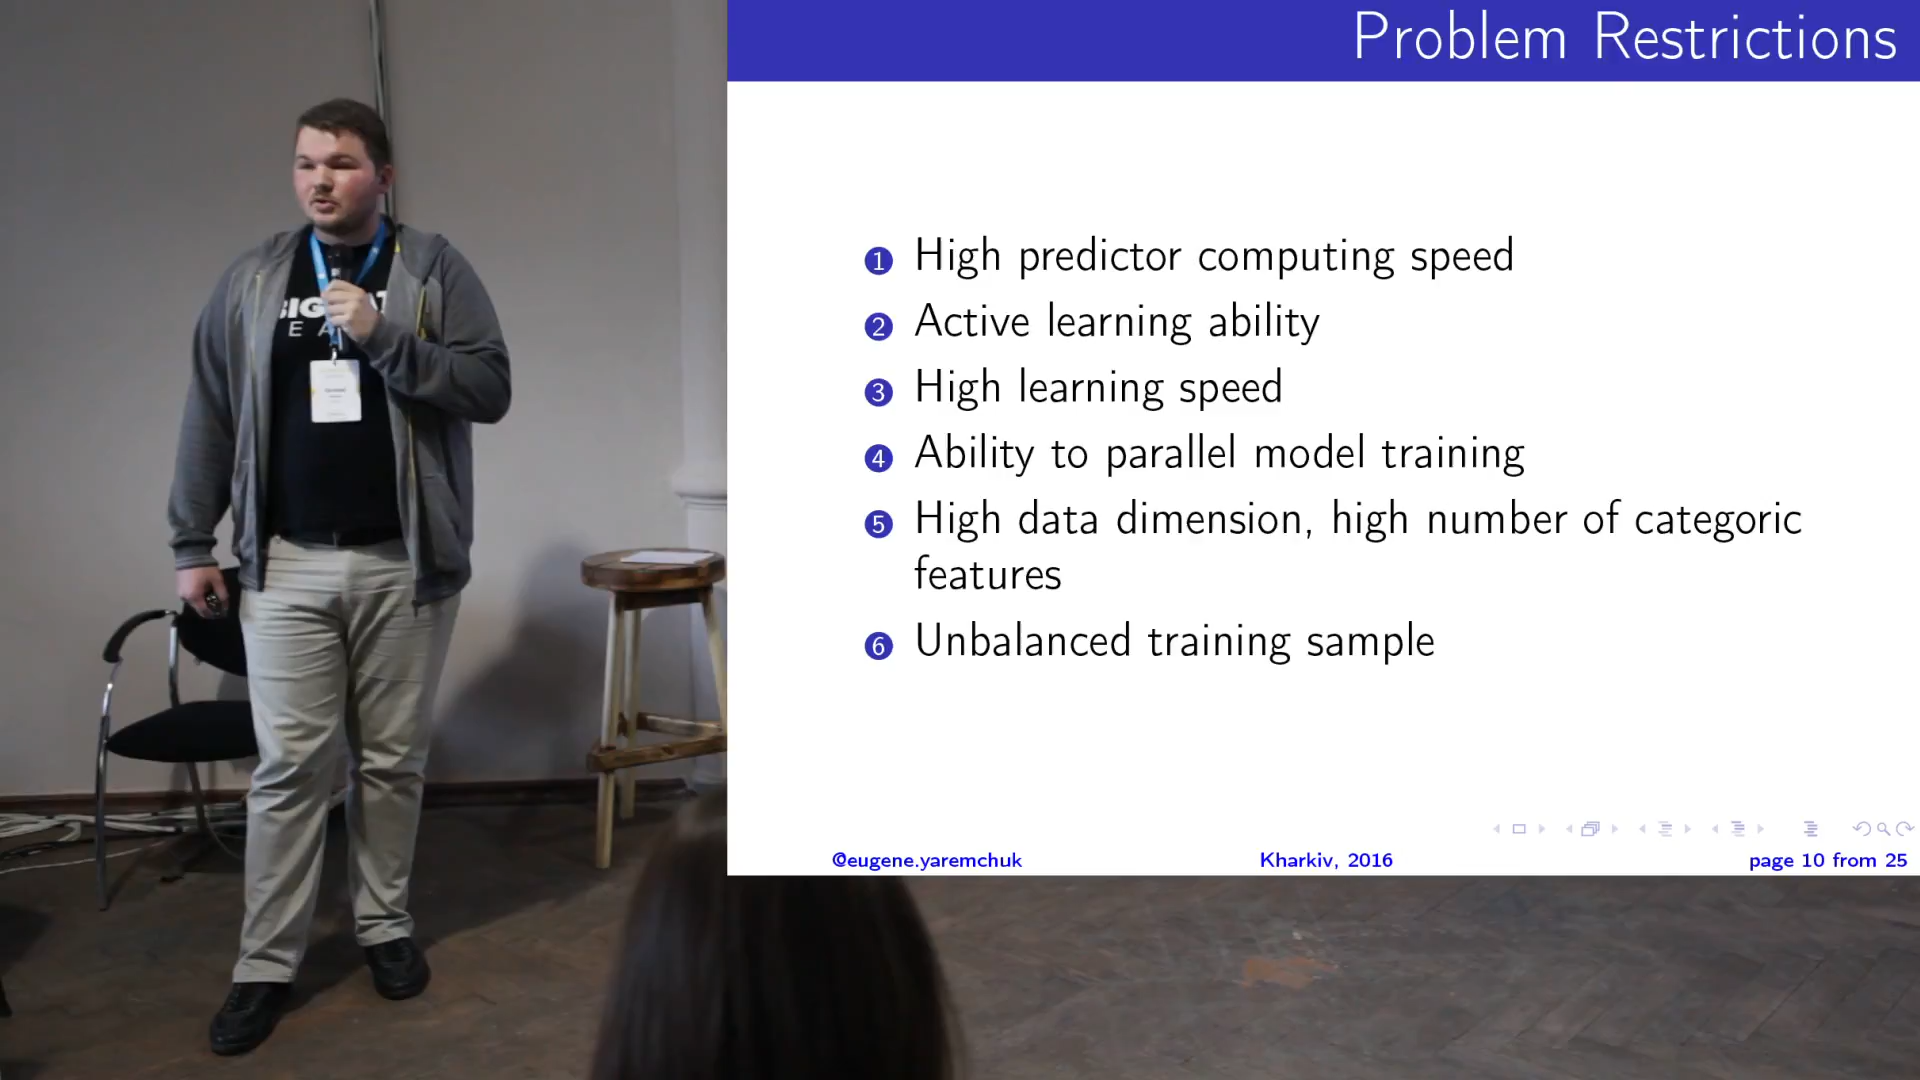 Problem Restrictions
1 High predictor computing speed
2 Active learning ability
3 High learning speed
4 Ability to parallel model training
5 High data dimension, high number of categoric
features
6 Unbalanced training sample
@eugene.yaremchuk
Kharkiv, 2016
page 10 from 25